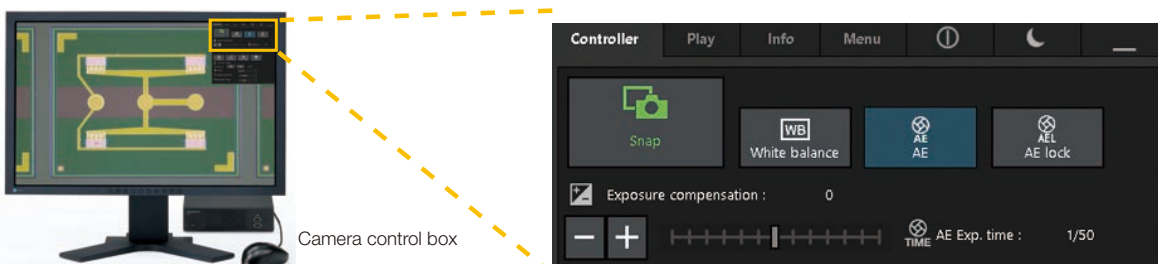 Camera control box
Controller Play Info Menu
Snap
WB
White balance
AE
AE
AEL
AE lock
Exposure compensation : 0
TIME AE Exp. time : 1/50